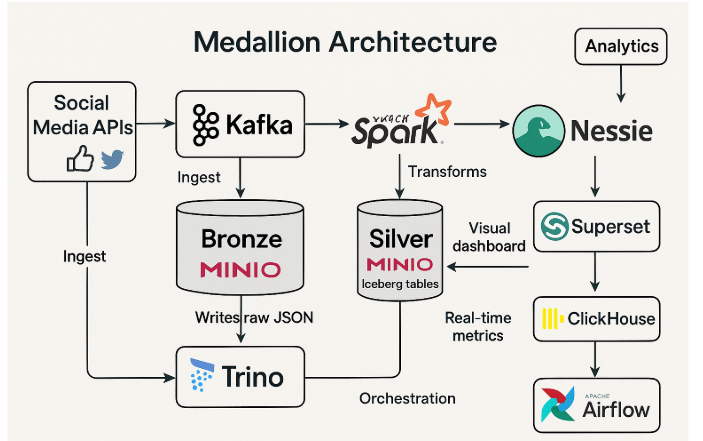 Medallion Architecture
Analytics
Social
Media APIs
Kafka
Spark
Nessie
Ingest
Transforms
Bronze
MINIO
Silver
MINIO
Iceberg tables
Visual
dashboard
Superset
Ingest
Writes raw JSON
Real-time
metrics
ClickHouse
Trino
Orchestration
APACHE
Airflow